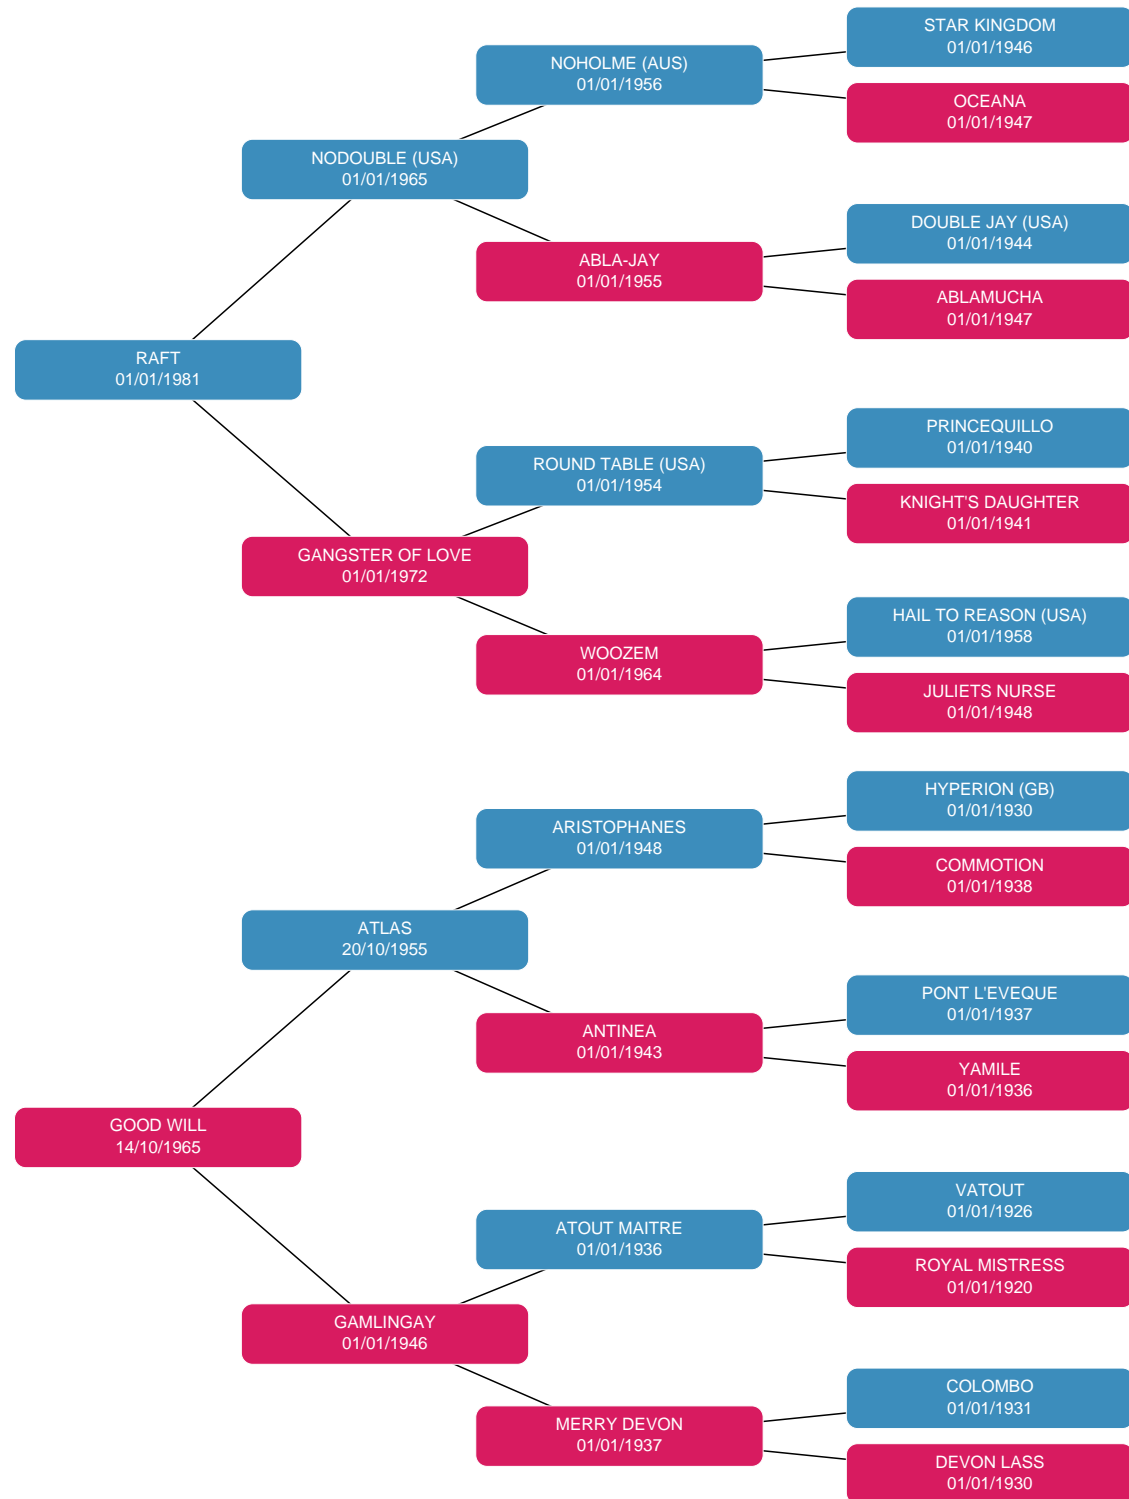 STAR KINGDOM
01/01/1946
NOHOLME (AUS)
01/01/1956
OCEANA
01/01/1947
NODOUBLE (USA)
01/01/1965
DOUBLE JAY (USA)
01/01/1944
ABLA-JAY
01/01/1955
ABLAMUCHA
01/01/1947
RAFT
01/01/1981
PRINCEQUILLO
01/01/1940
ROUND TABLE (USA)
01/01/1954
KNIGHT'S DAUGHTER
01/01/1941
GANGSTER OF LOVE
01/01/1972
HAIL TO REASON (USA)
01/01/1958
WOOZEM
01/01/1964
JULIETS NURSE
01/01/1948
HYPERION (GB)
01/01/1930
ARISTOPHANES
01/01/1948
COMMOTION
01/01/1938
ATLAS
20/10/1955
PONT L'EVEQUE
01/01/1937
ANTINEA
01/01/1943
YAMILE
01/01/1936
GOOD WILL
14/10/1965
VATOUT
01/01/1926
ATOUT MAITRE
01/01/1936
ROYAL MISTRESS
01/01/1920
GAMLINGAY
01/01/1946
COLOMBO
01/01/1931
MERRY DEVON
01/01/1937
DEVON LASS
01/01/1930